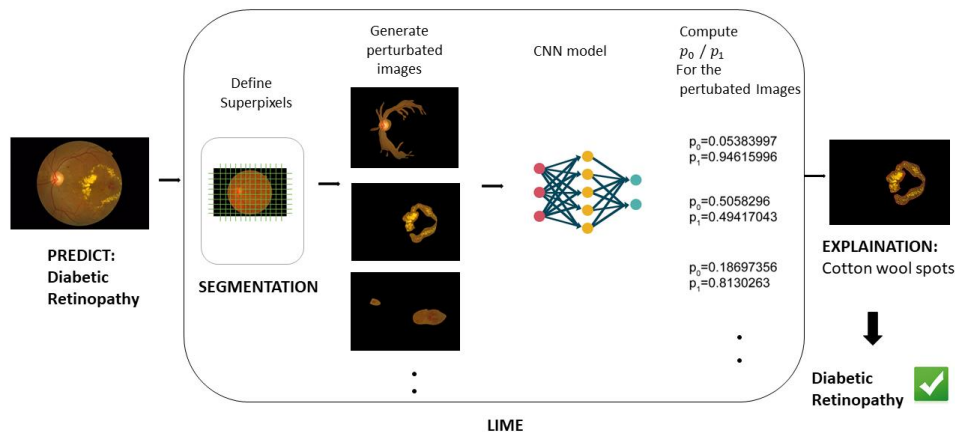 PREDICT:
Diabetic
Retinopathy
Define
Superpixels
SEGMENTATION
Generate
perturbated
images
CNN model
Compute
p₀ / p₁
For the
pertubated Images
p₀=0.05383997
p₁=0.94615996
p₀=0.5058296
p₁=0.49417043
p₀=0.18697356
p₁=0.8130263
EXPLAINATION:
Cotton wool spots
Diabetic
Retinopathy
LIME